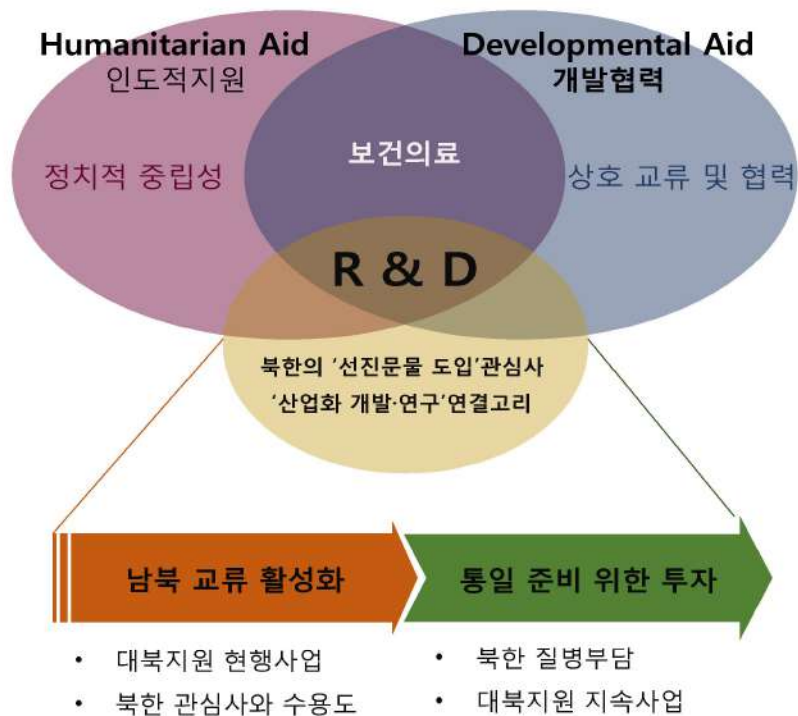 Humanitarian Aid
인도적지원
Developmental Aid
개발협력
정치적 중립성
보건의료
상호 교류 및 협력
R & D
북한의 '선진문물 도입'관심사
'산업화 개발·연구'연결고리
남북 교류 활성화
통일 준비 위한 투자
• 대북지원 현행사업
• 북한 관심사와 수용도
• 북한 질병부담
• 대북지원 지속사업